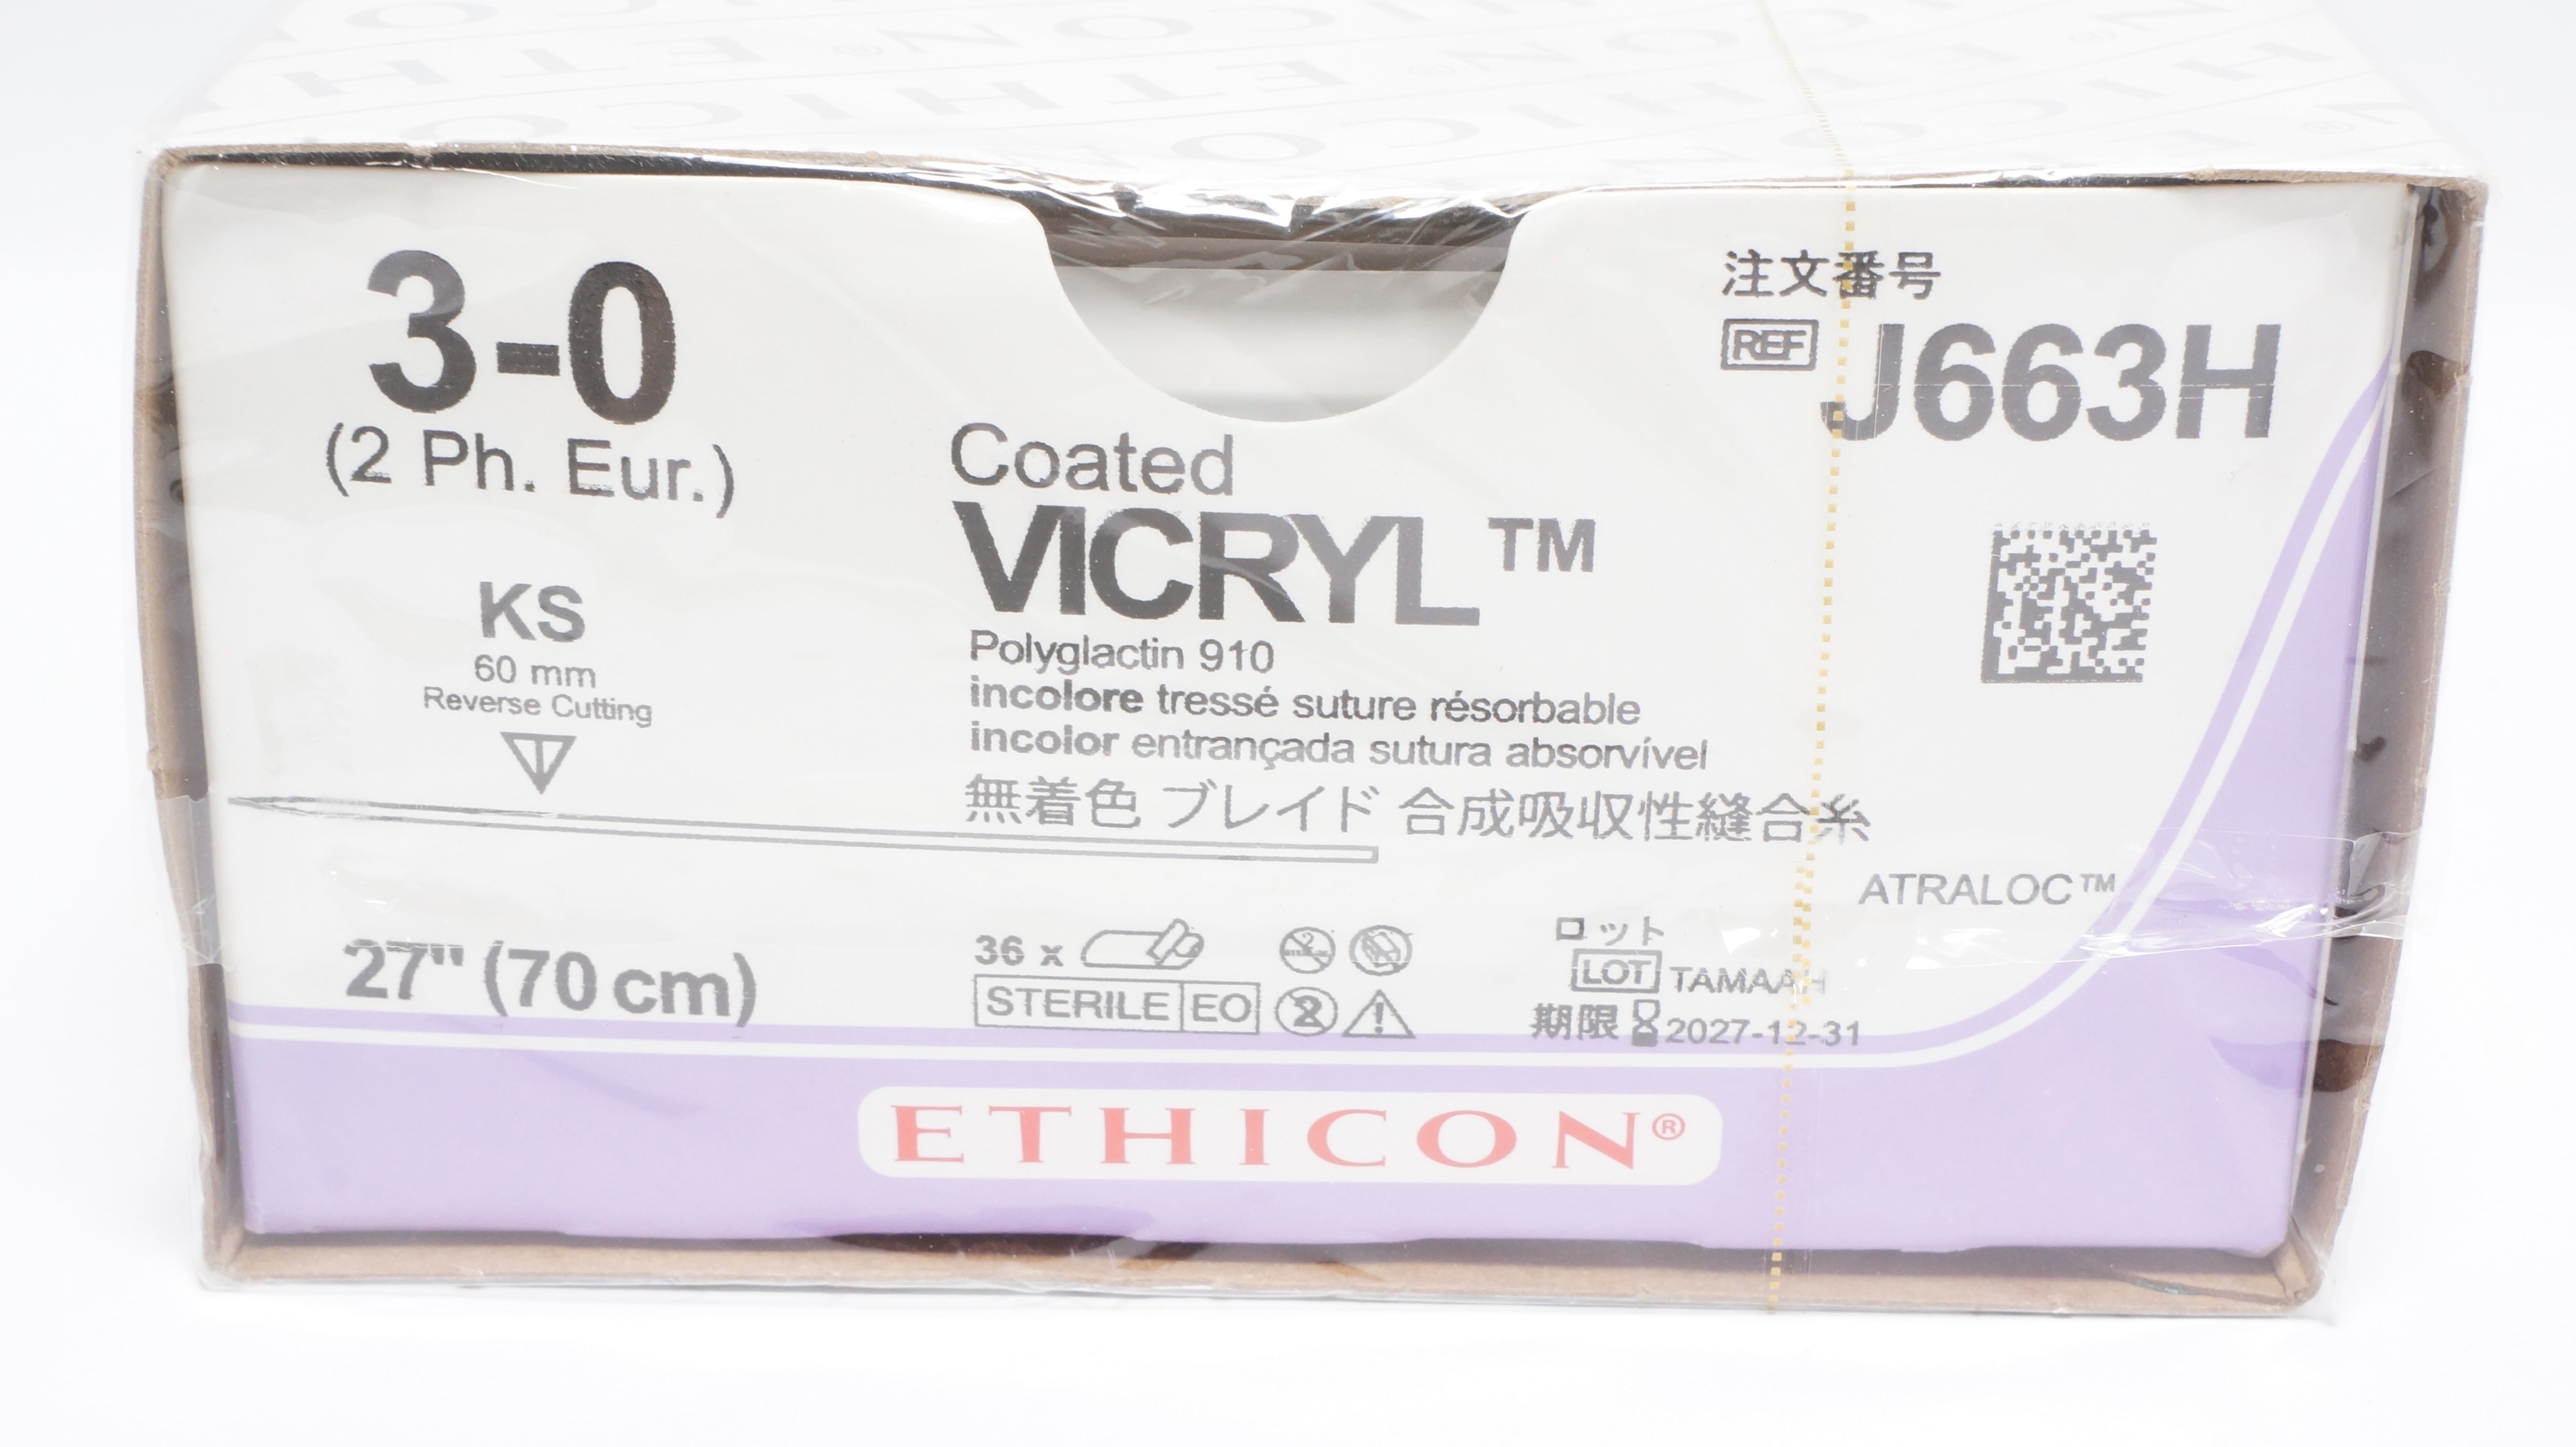 ETHICON®
3-0
(2 Ph. Eur.)
KS
60 mm
Reverse Cutting
27" (70 cm)
Coated
VICRYL™
Polyglactin 910
incolore tressé suture résorbable
incolor entrançada sutura absorvível
無着色 ブレイド 合成吸収性縫合糸
36 x
STERILE EO
2
注文番号
REF J663H
ATRALOC™
ロット
LOT TAMAAH
期限 2027-12-31
ETHICON®